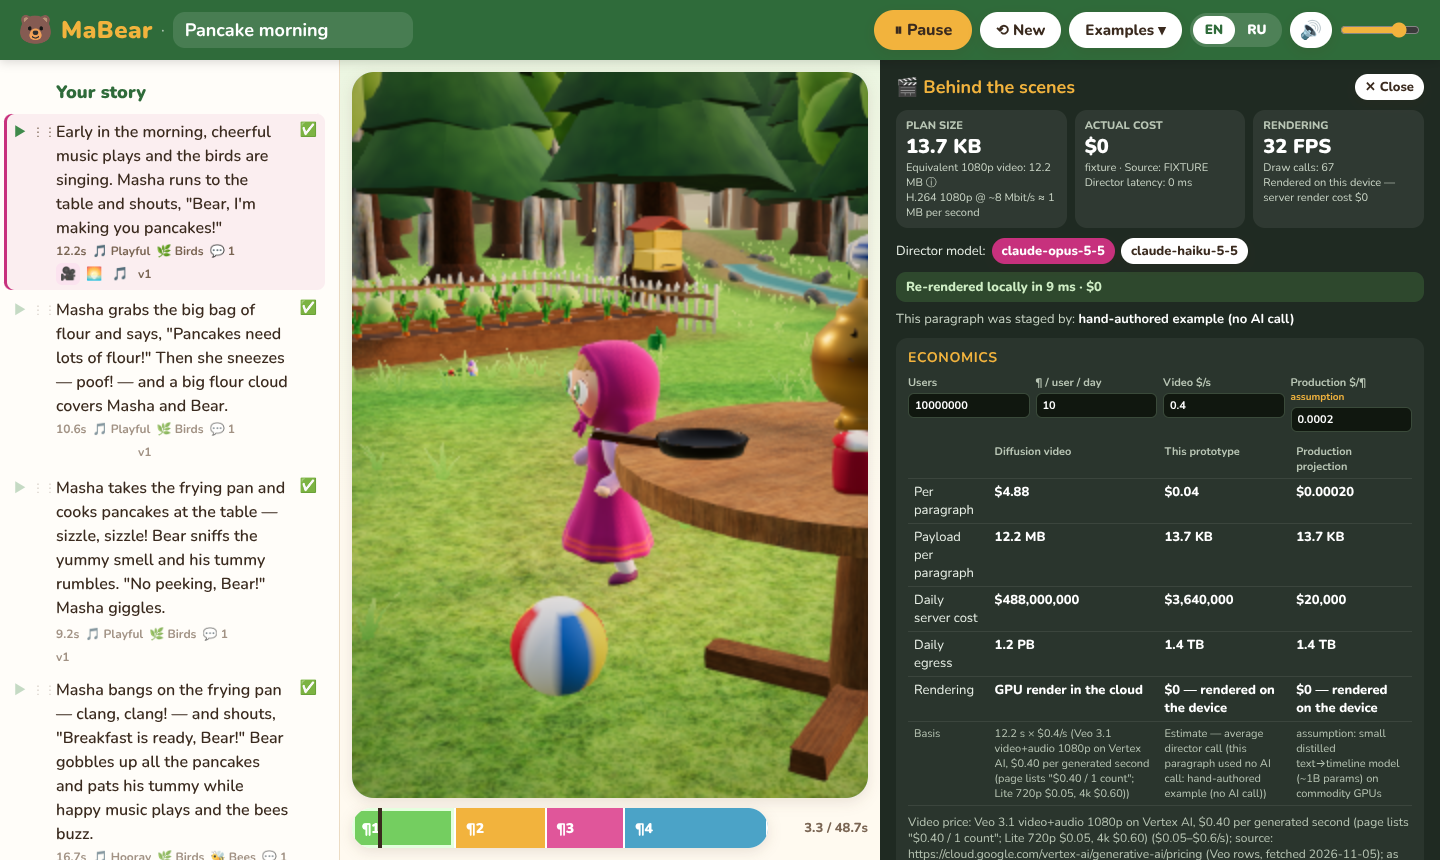 MaBear · Pancake morning
Pause
New
Examples ▾
EN
RU
Your story
Early in the morning, cheerful
music plays and the birds are
singing. Masha runs to the
table and shouts, "Bear, I'm
making you pancakes!"
12.2s Playful Birds 1
v1
Masha grabs the big bag of
flour and says, "Pancakes need
lots of flour!" Then she sneezes
— poof! — and a big flour cloud
covers Masha and Bear.
10.6s Playful Birds 1
v1
Masha takes the frying pan and
cooks pancakes at the table —
sizzle, sizzle! Bear sniffs the
yummy smell and his tummy
rumbles. "No peeking, Bear!"
Masha giggles.
9.2s Playful Birds 1
v1
Masha bangs on the frying pan
— clang, clang! — and shouts,
"Breakfast is ready, Bear!" Bear
gobbles up all the pancakes
and pats his tummy while
happy music plays and the bees
buzz.
16.7s Hooray Birds Bees 1
¶1
¶2
¶3
¶4
3.3 / 48.7s
Behind the scenes
✕ Close
PLAN SIZE
13.7 KB
Equivalent 1080p video: 12.2
MB ⓘ
H.264 1080p @ ~8 Mbit/s ≈ 1
MB per second
ACTUAL COST
$0
fixture · Source: FIXTURE
Director latency: 0 ms
RENDERING
32 FPS
Draw calls: 67
Rendered on this device —
server render cost $0
Director model: claude-opus-5-5 claude-haiku-5-5
Re-rendered locally in 9 ms · $0
This paragraph was staged by: hand-authored example (no AI call)
ECONOMICS
Users
10000000
¶ / user / day
10
Video $/s
0.4
Production $/¶
assumption
0.0002
Diffusion video
This prototype
Production
projection
Per
paragraph
$4.88
$0.04
$0.00020
Payload
per
paragraph
12.2 MB
13.7 KB
13.7 KB
Daily
server cost
$488,000,000
$3,640,000
$20,000
Daily
egress
1.2 PB
1.4 TB
1.4 TB
Rendering
GPU render in the cloud
$0 — rendered on
the device
$0 — rendered
on the device
Basis
12.2 s × $0.4/s (Veo 3.1
video+audio 1080p on Vertex
AI, $0.40 per generated second
(page lists "$0.40 / 1 count";
Lite 720p $0.05, 4k $0.60))
Estimate — average
director call (this
paragraph used no AI
call: hand-authored
example (no AI call))
assumption: small
distilled
text→timeline model
(~1B params) on
commodity GPUs
Video price: Veo 3.1 video+audio 1080p on Vertex AI, $0.40 per generated second (page lists
"$0.40 / 1 count"; Lite 720p $0.05, 4k $0.60) ($0.05–$0.6/s); source:
https://cloud.google.com/vertex-ai/generative-ai/pricing (Veo rows, fetched 2026-11-05); as